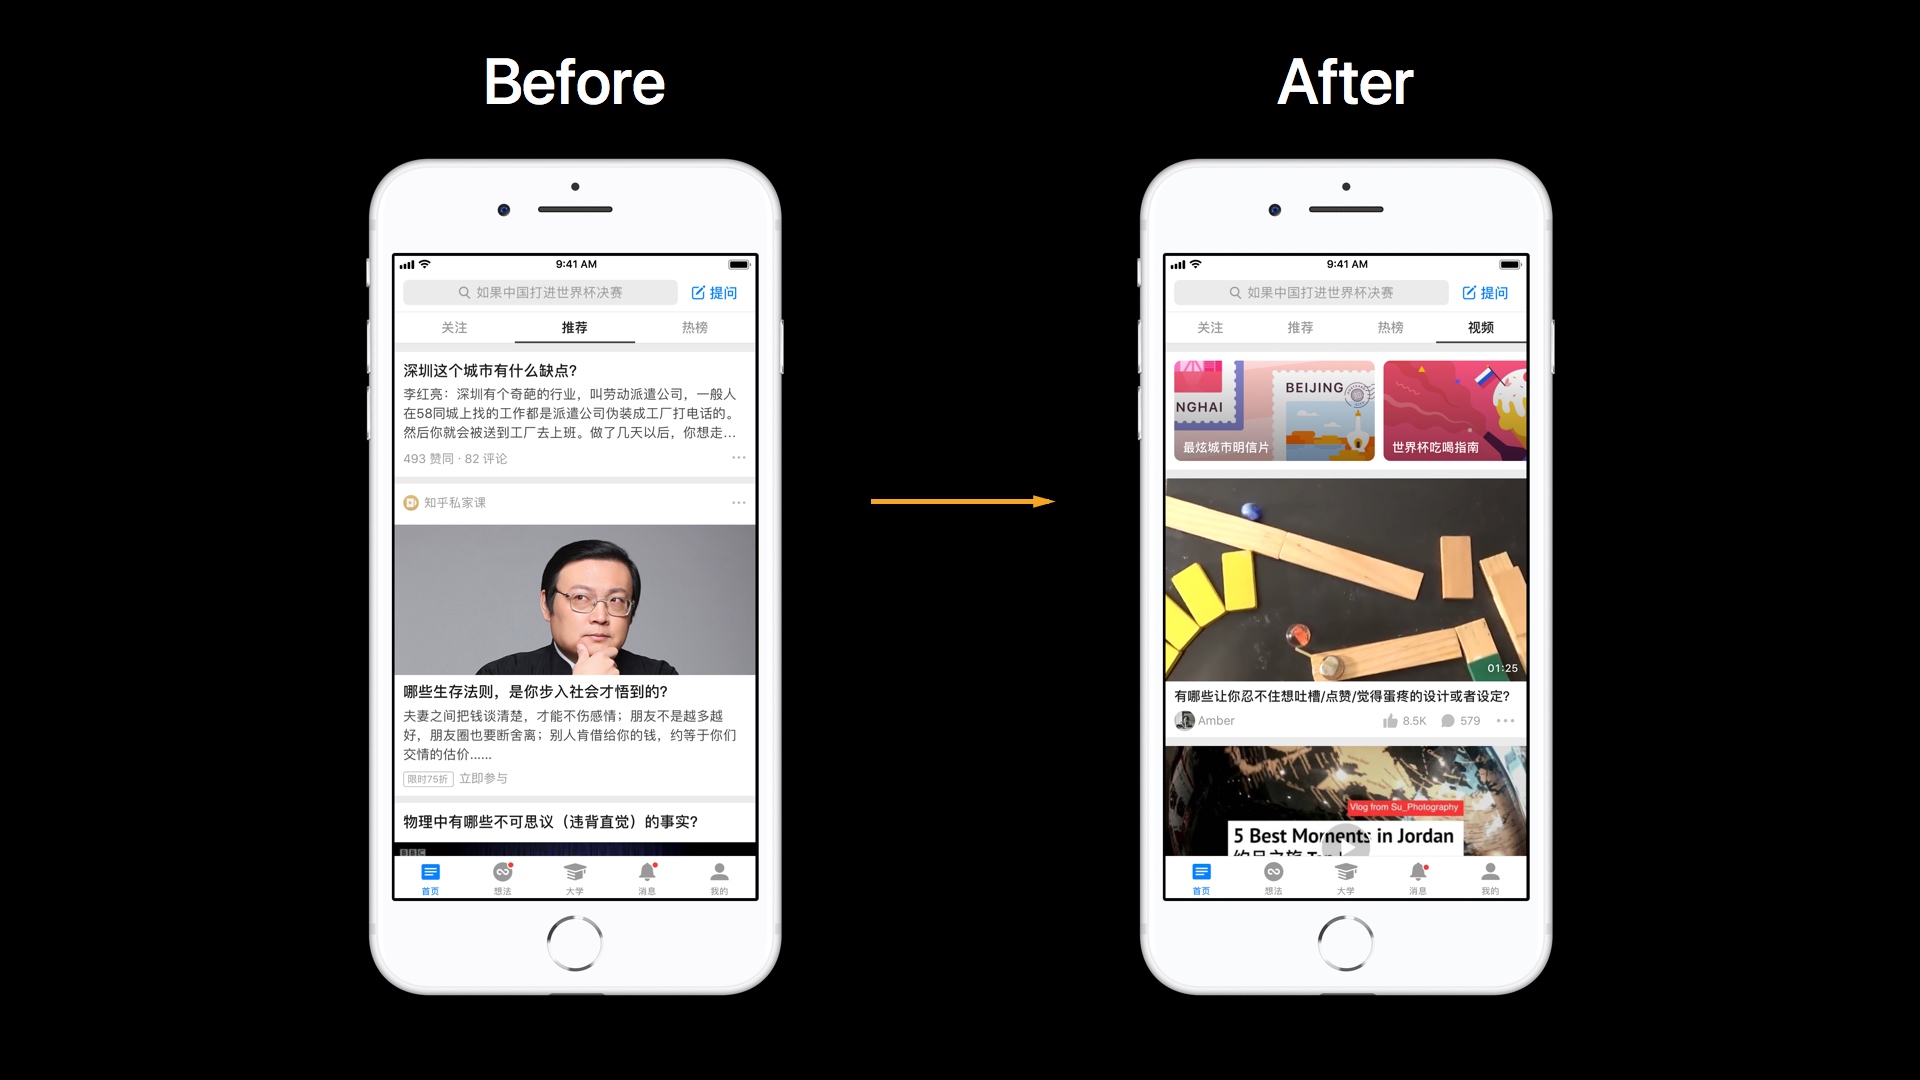 Before
After
9:41 AM
如果中国打进世界杯决赛
提问
关注
推荐
热榜
深圳这个城市有什么缺点?
李红亮：深圳有个奇葩的行业，叫劳动派遣公司，一般人
在58同城上找的工作都是派遣公司伪装成工厂打电话的。
然后你就会被送到工厂去上班。做了几天以后，你想走...
493 赞同 · 82 评论
知乎私家课
哪些生存法则，是你步入社会才悟到的?
夫妻之间把钱谈清楚，才能不伤感情；朋友不是越多越
好，朋友圈也要断舍离；别人肯借给你的钱，约等于你们
交情的估价......
限时75折
立即参与
物理中有哪些不可思议（违背直觉）的事实?
BBC
首页
想法
大学
消息
我的
9:41 AM
如果中国打进世界杯决赛
提问
关注
推荐
热榜
视频
NGHAI
BEIJING
最炫城市明信片
世界杯吃喝指南
01:25
有哪些让你忍不住想吐槽/点赞/觉得蛋疼的设计或者设定?
Amber
8.5K
579
Vlog from Su_Photography
5 Best Moments in Jordan
首页
想法
大学
消息
我的